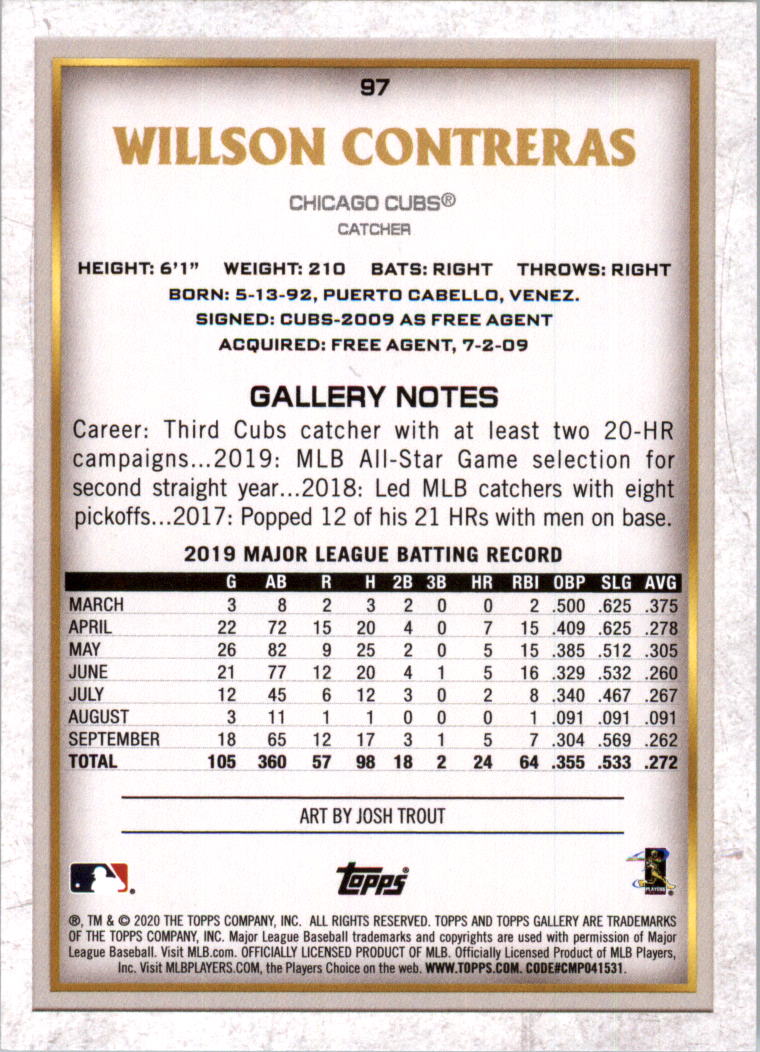 97
WILLSON CONTRERAS
CHICAGO CUBS®
CATCHER
HEIGHT: 6'1" WEIGHT: 210 BATS: RIGHT THROWS: RIGHT
BORN: 5-13-92, PUERTO CABELLO, VENEZ.
SIGNED: CUBS-2009 AS FREE AGENT
ACQUIRED: FREE AGENT, 7-2-09
GALLERY NOTES
Career: Third Cubs catcher with at least two 20-HR
campaigns...2019: MLB All-Star Game selection for
second straight year...2018: Led MLB catchers with eight
pickoffs...2017: Popped 12 of his 21 HRs with men on base.
2019 MAJOR LEAGUE BATTING RECORD
G AB R H 2B 3B HR RBI OBP SLG AVG
MARCH 3 8 2 3 2 0 0 2 .500 .625 .375
APRIL 22 72 15 20 4 0 7 15 .409 .625 .278
MAY 26 82 9 25 2 0 5 15 .385 .512 .305
JUNE 21 77 12 20 4 1 5 16 .329 .532 .260
JULY 12 45 6 12 3 0 2 8 .340 .467 .267
AUGUST 3 11 1 1 0 0 0 1 .091 .091 .091
SEPTEMBER 18 65 12 17 3 1 5 7 .304 .569 .262
TOTAL 105 360 57 98 18 2 24 64 .355 .533 .272
ART BY JOSH TROUT
topps®
PLAYERS
®, TM & © 2020 THE TOPPS COMPANY, INC. ALL RIGHTS RESERVED. TOPPS AND TOPPS GALLERY ARE TRADEMARKS
OF THE TOPPS COMPANY, INC. Major League Baseball trademarks and copyrights are used with permission of Major
League Baseball. Visit MLB.com. OFFICIALLY LICENSED PRODUCT OF MLB. Officially Licensed Product of MLB Players,
Inc. Visit MLBPLAYERS.COM, the Players Choice on the web. WWW.TOPPS.COM. CODE#CMP041531.